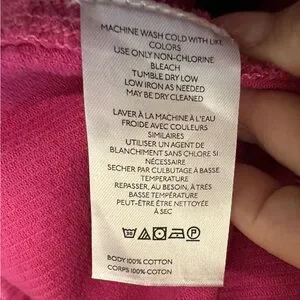 MACHINE WASH COLD WITH LIKE
COLORS
USE ONLY NON-CHLORINE
BLEACH
TUMBLE DRY LOW
LOW IRON AS NEEDED
MAY BE DRY CLEANED
LAVER À LA MACHINE À L'EAU
FROIDE AVEC COULEURS
SIMILAIRES
UTILISER UN AGENT DE
BLANCHIMENT SANS CHLORE SI
NÉCESSAIRE
SECHER PAR CULBUTAGE À BASSE
TEMPERATURE
REPASSER, AU BESOIN, À TRÈS
BASSE TEMPÉRATURE
PEUT-ÊTRE ÊTRE NETTOYÉE
À SEC
BODY 100% COTTON
CORPS 100% COTON